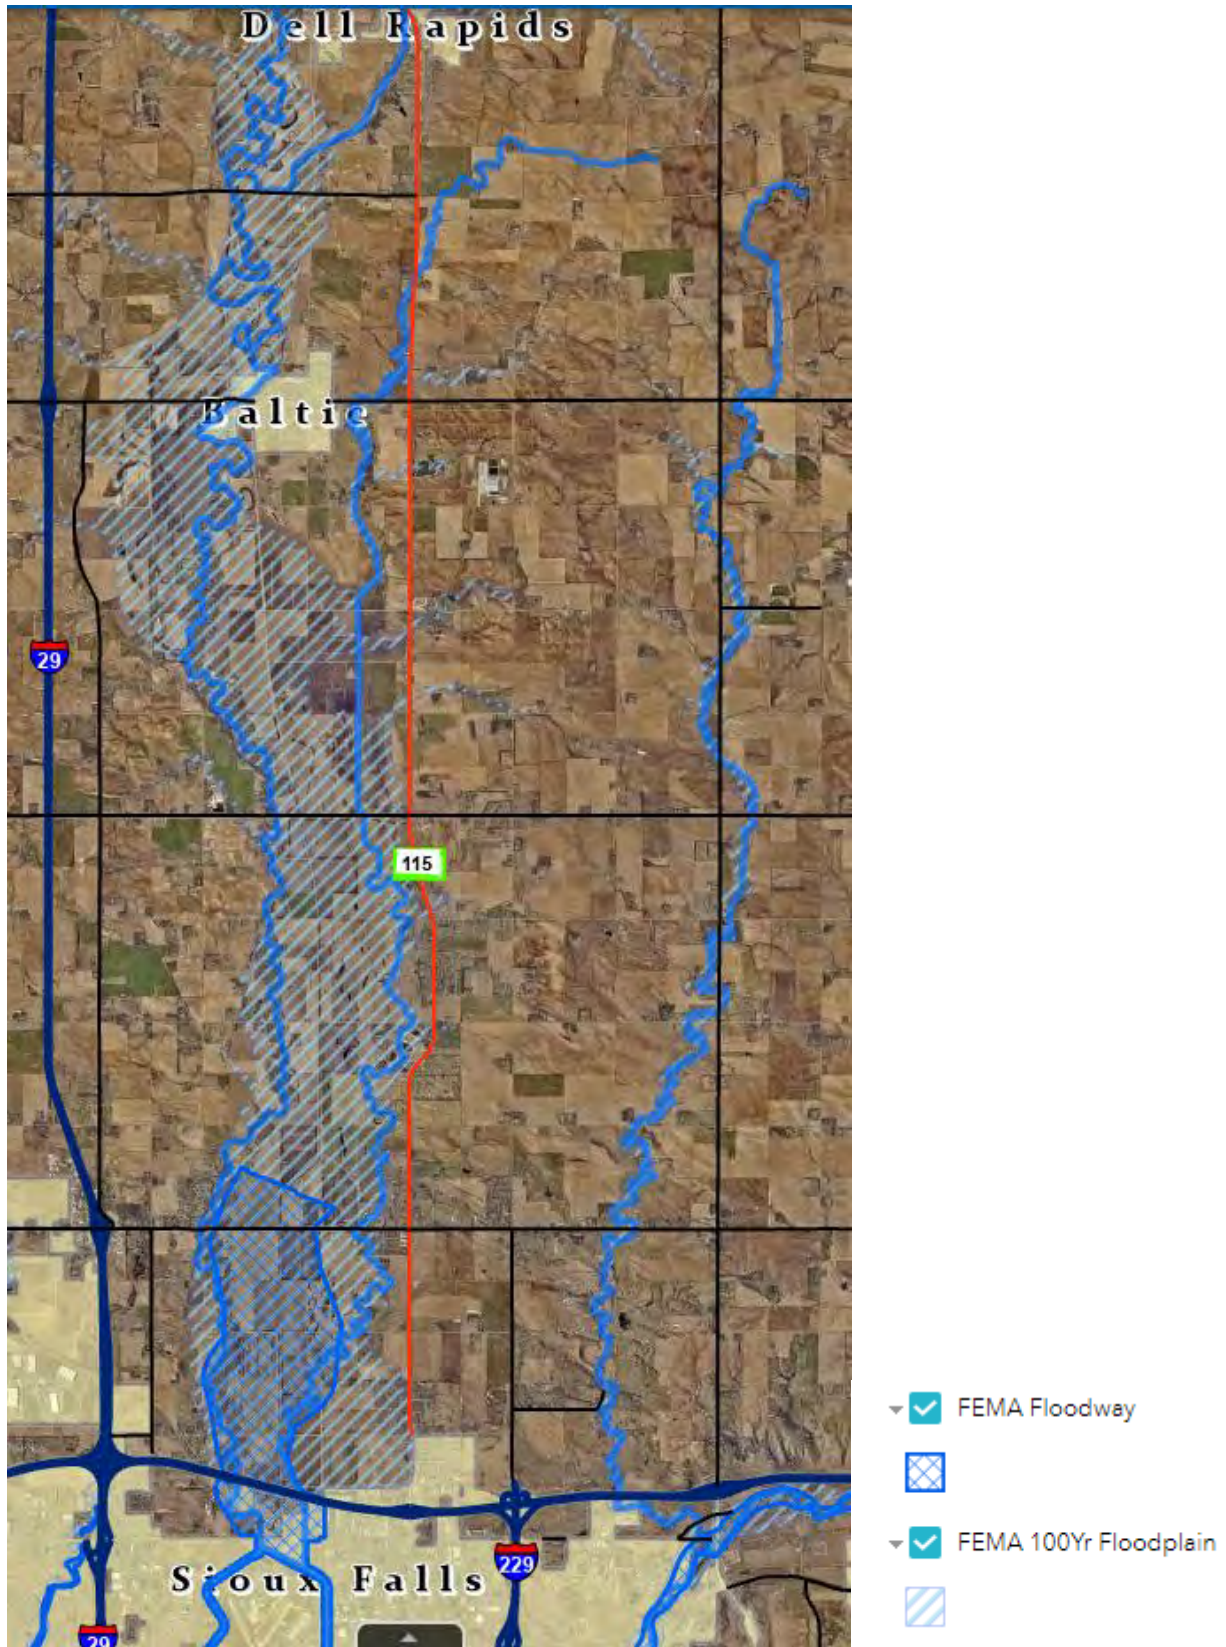 Dell Rapids
Baltic
29
115
FEMA Floodway
FEMA 100Yr Floodplain
229
Sioux Falls
29